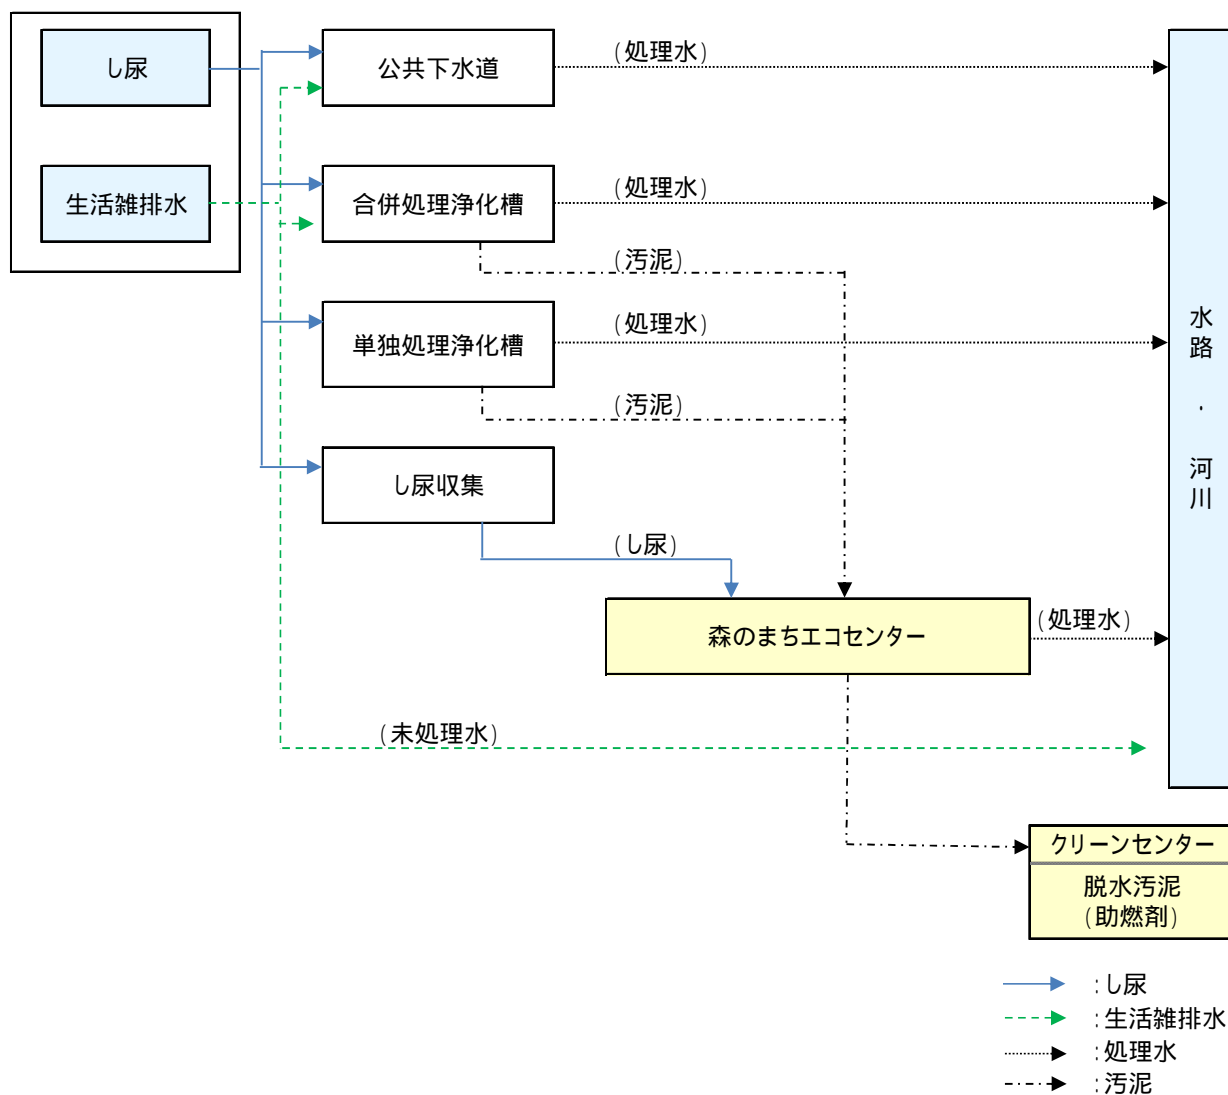 し尿
公共下水道
(処理水)
生活雑排水
合併処理浄化槽
(処理水)
(汚泥)
単独処理浄化槽
(処理水)
(汚泥)
し尿収集
(し尿)
水路・河川
森のまちエコセンター
(処理水)
(未処理水)
クリーンセンター
脱水汚泥
(助燃剤)
:し尿
:生活雑排水
:処理水
:汚泥